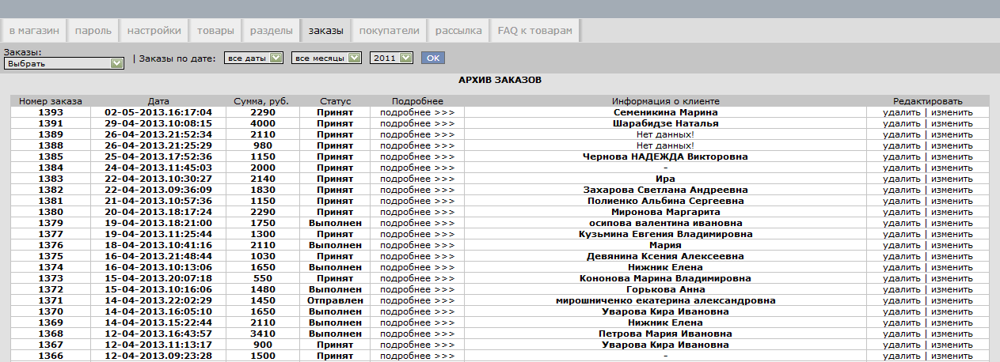 в магазин пароль настройки товары разделы заказы покупатели рассылка FAQ к товарам
Заказы:
Выбрать | Заказы по дате: все даты все месяцы 2011 OK
АРХИВ ЗАКАЗОВ
Номер заказа Дата Сумма, руб. Статус Подробнее Информация о клиенте Редактировать
1393 02-05-2013.16:17:04 2290 Принят подробнее >>> Семеникина Марина удалить | изменить
1391 29-04-2013.10:08:15 4000 Принят подробнее >>> Шарабидзе Наталья удалить | изменить
1389 26-04-2013.21:52:34 2110 Принят подробнее >>> Нет данных! удалить | изменить
1388 26-04-2013.21:25:29 980 Принят подробнее >>> Нет данных! удалить | изменить
1385 25-04-2013.17:52:36 1150 Принят подробнее >>> Чернова НАДЕЖДА Викторовна удалить | изменить
1384 24-04-2013.11:45:03 2000 Принят подробнее >>> - удалить | изменить
1383 22-04-2013.10:30:27 2140 Принят подробнее >>> Ира удалить | изменить
1382 22-04-2013.09:36:09 1830 Принят подробнее >>> Захарова Светлана Андреевна удалить | изменить
1381 21-04-2013.10:57:36 1150 Принят подробнее >>> Полиенко Альбина Сергеевна удалить | изменить
1380 20-04-2013.18:17:24 2290 Принят подробнее >>> Миронова Маргарита удалить | изменить
1379 19-04-2013.18:21:00 1750 Выполнен подробнее >>> осипова валентина ивановна удалить | изменить
1377 19-04-2013.11:25:44 1300 Принят подробнее >>> Кузьмина Евгения Владимировна удалить | изменить
1376 18-04-2013.10:41:16 2110 Выполнен подробнее >>> Мария удалить | изменить
1375 16-04-2013.21:48:44 1030 Принят подробнее >>> Девянина Ксения Алексеевна удалить | изменить
1374 16-04-2013.10:13:06 1650 Выполнен подробнее >>> Нижник Елена удалить | изменить
1373 15-04-2013.20:07:18 550 Принят подробнее >>> Кононова Марина Владимировна удалить | изменить
1372 15-04-2013.10:16:06 1480 Выполнен подробнее >>> Горькова Анна удалить | изменить
1371 14-04-2013.22:02:29 1450 Отправлен подробнее >>> мирошниченко екатерина александровна удалить | изменить
1370 14-04-2013.16:05:10 1650 Выполнен подробнее >>> Уварова Кира Ивановна удалить | изменить
1369 14-04-2013.15:22:44 2110 Выполнен подробнее >>> Нижник Елена удалить | изменить
1368 12-04-2013.16:43:57 3410 Выполнен подробнее >>> Петрова Мария Ивановна удалить | изменить
1367 12-04-2013.11:13:17 900 Принят подробнее >>> Уварова Кира Ивановна удалить | изменить
1366 12-04-2013.09:23:28 1500 Принят подробнее >>> - удалить | изменить